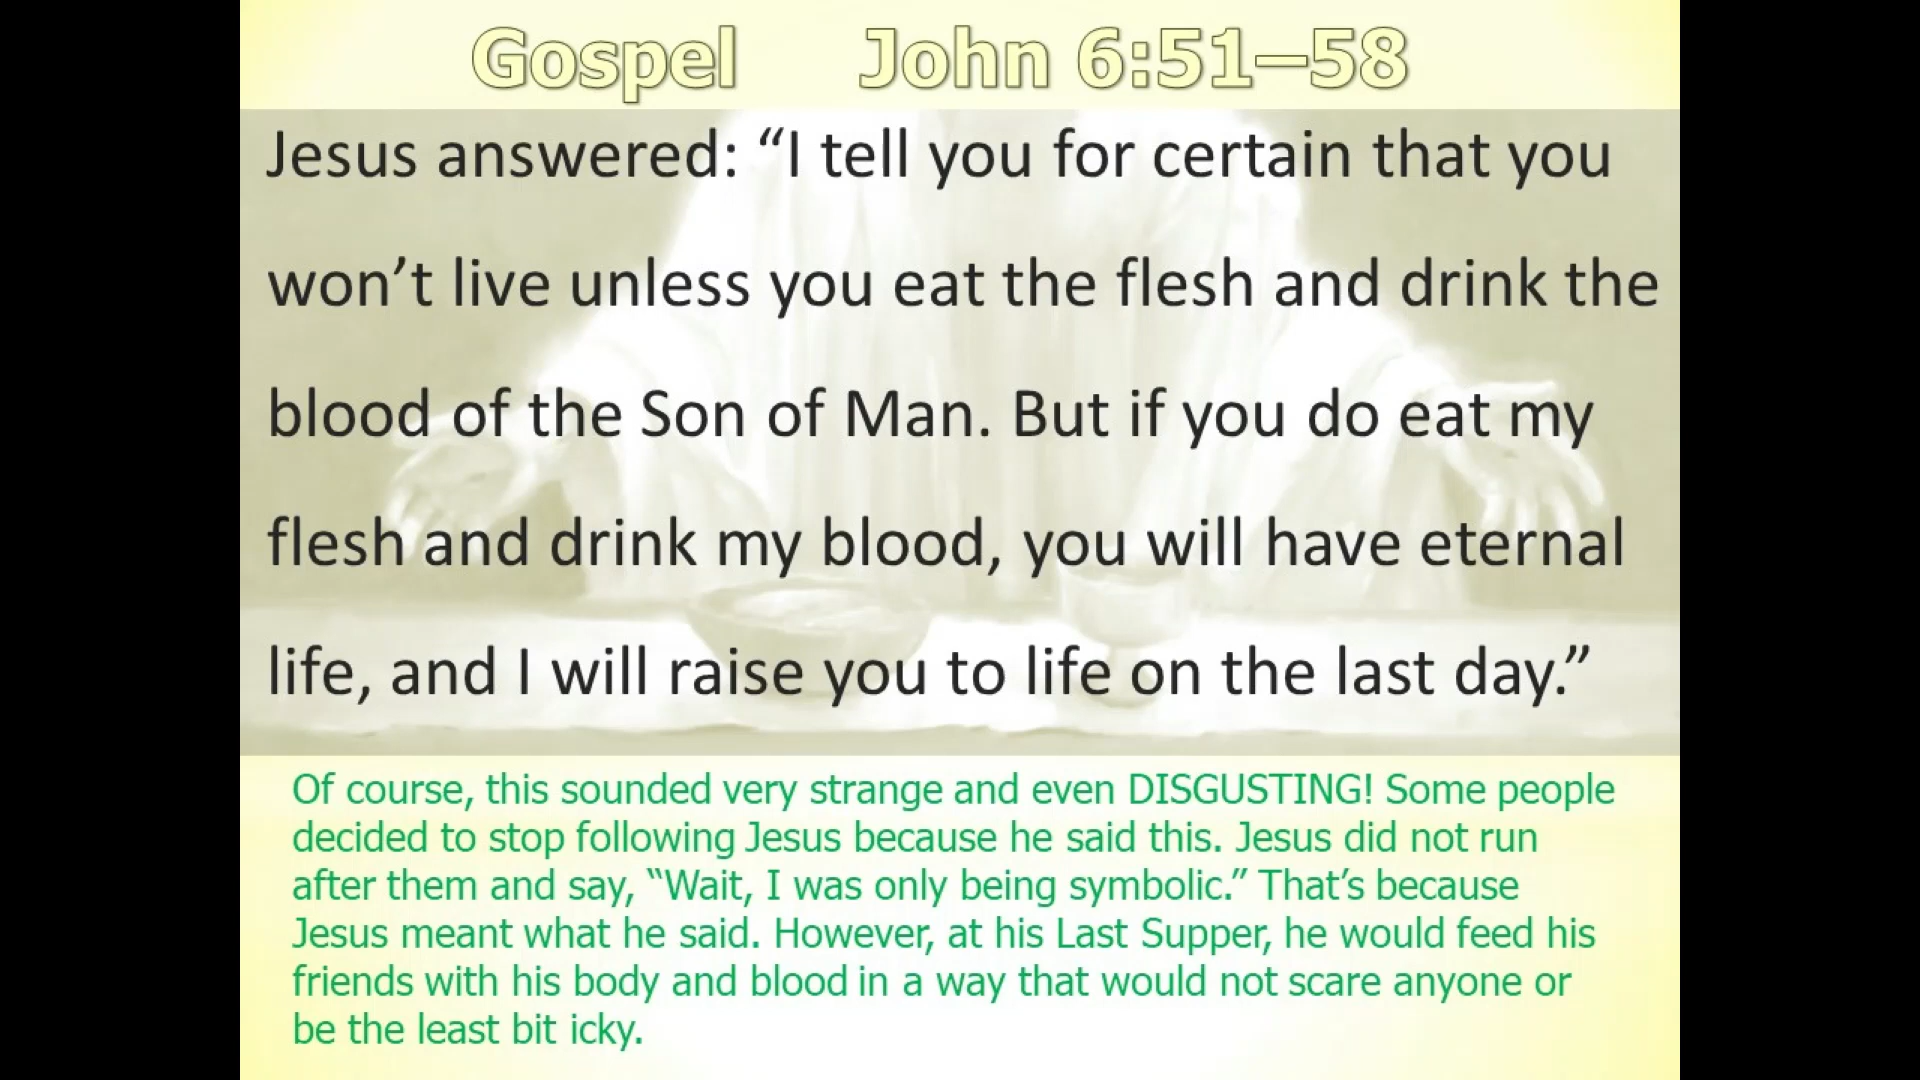 Gospel John 6:51–58
Jesus answered: “I tell you for certain that you
won’t live unless you eat the flesh and drink the
blood of the Son of Man. But if you do eat my
flesh and drink my blood, you will have eternal
life, and I will raise you to life on the last day.”
Of course, this sounded very strange and even DISGUSTING! Some people
decided to stop following Jesus because he said this. Jesus did not run
after them and say, “Wait, I was only being symbolic.” That’s because
Jesus meant what he said. However, at his Last Supper, he would feed his
friends with his body and blood in a way that would not scare anyone or
be the least bit icky.